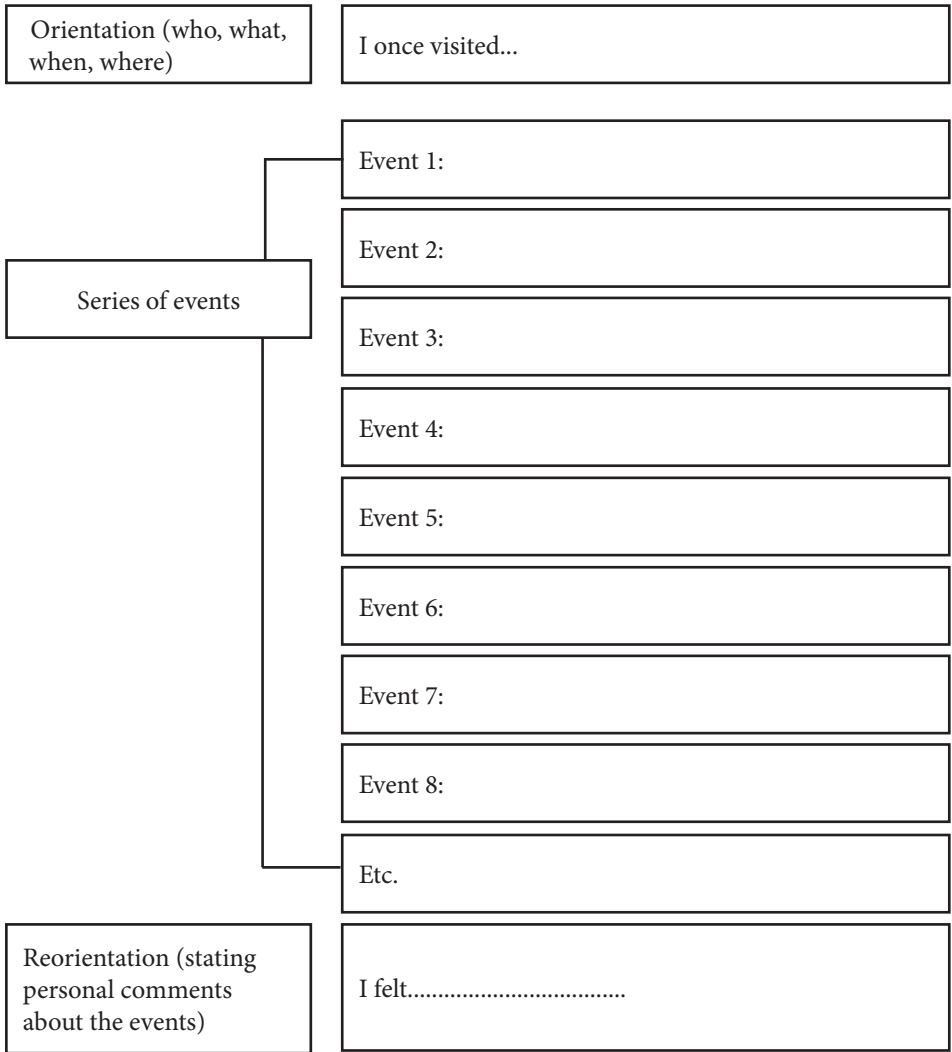 Orientation (who, what,
when, where)
I once visited...
Event 1:
Event 2:
Series of events
Event 3:
Event 4:
Event 5:
Event 6:
Event 7:
Event 8:
Etc.
Reorientation (stating
personal comments
about the events)
I felt.....................................